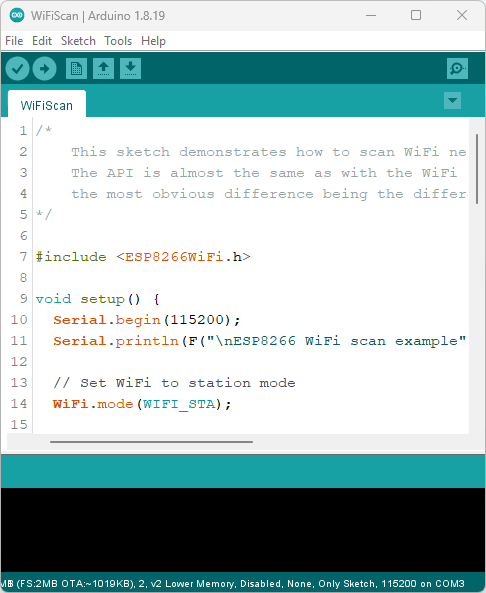 WiFiScan | Arduino 1.8.19
File Edit Sketch Tools Help
WiFiScan
1 /*
2     This sketch demonstrates how to scan WiFi ne
3     The API is almost the same as with the WiFi
4     the most obvious difference being the differ
5 */
6
7 #include <ESP8266WiFi.h>
8
9 void setup() {
10   Serial.begin(115200);
11   Serial.println(F("\nESP8266 WiFi scan example"
12
13   // Set WiFi to station mode
14   WiFi.mode(WIFI_STA);
15
(FS:2MB OTA:~1019KB), 2, v2 Lower Memory, Disabled, None, Only Sketch, 115200 on COM3